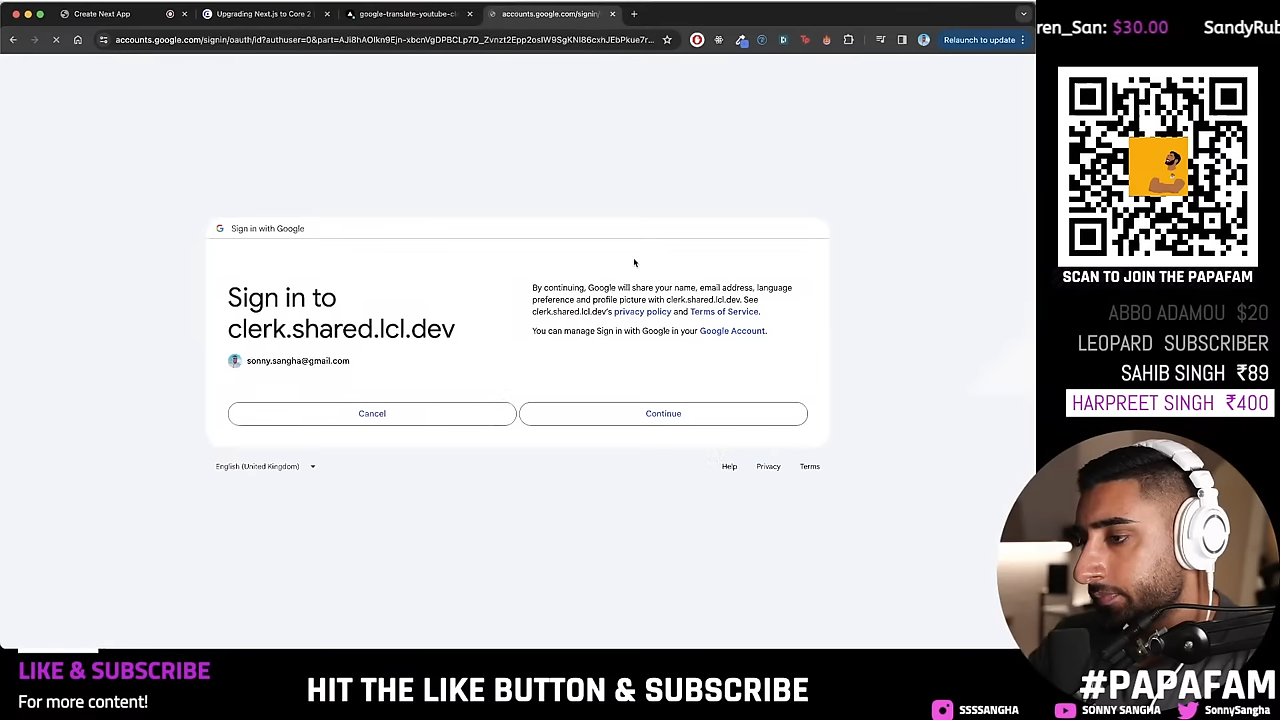 Create Next App
Upgrading Next.js to Core 2
google-translate-youtube-cl
accounts.google.com/signin/
accounts.google.com/signin/oauth/id?authuser=0&part=
Relaunch to update
Sign in with Google
Sign in to
clerk.shared.lcl.dev
sonny.sangha@gmail.com
By continuing, Google will share your name, email address, language
preference and profile picture with clerk.shared.lcl.dev. See
clerk.shared.lcl.dev's privacy policy and Terms of Service.
You can manage Sign in with Google in your Google Account.
Cancel
Continue
English (United Kingdom)
Help
Privacy
Terms
ren_San: $30.00
SandyRub
SCAN TO JOIN THE PAPAFAM
ABBO ADAMOU $20
LEOPARD SUBSCRIBER
SAHIB SINGH ₹89
HARPREET SINGH ₹400
LIKE & SUBSCRIBE
For more content!
HIT THE LIKE BUTTON & SUBSCRIBE
#PAPAFAM
SSSSANGHA
SONNY SANGHA
SonnySangha